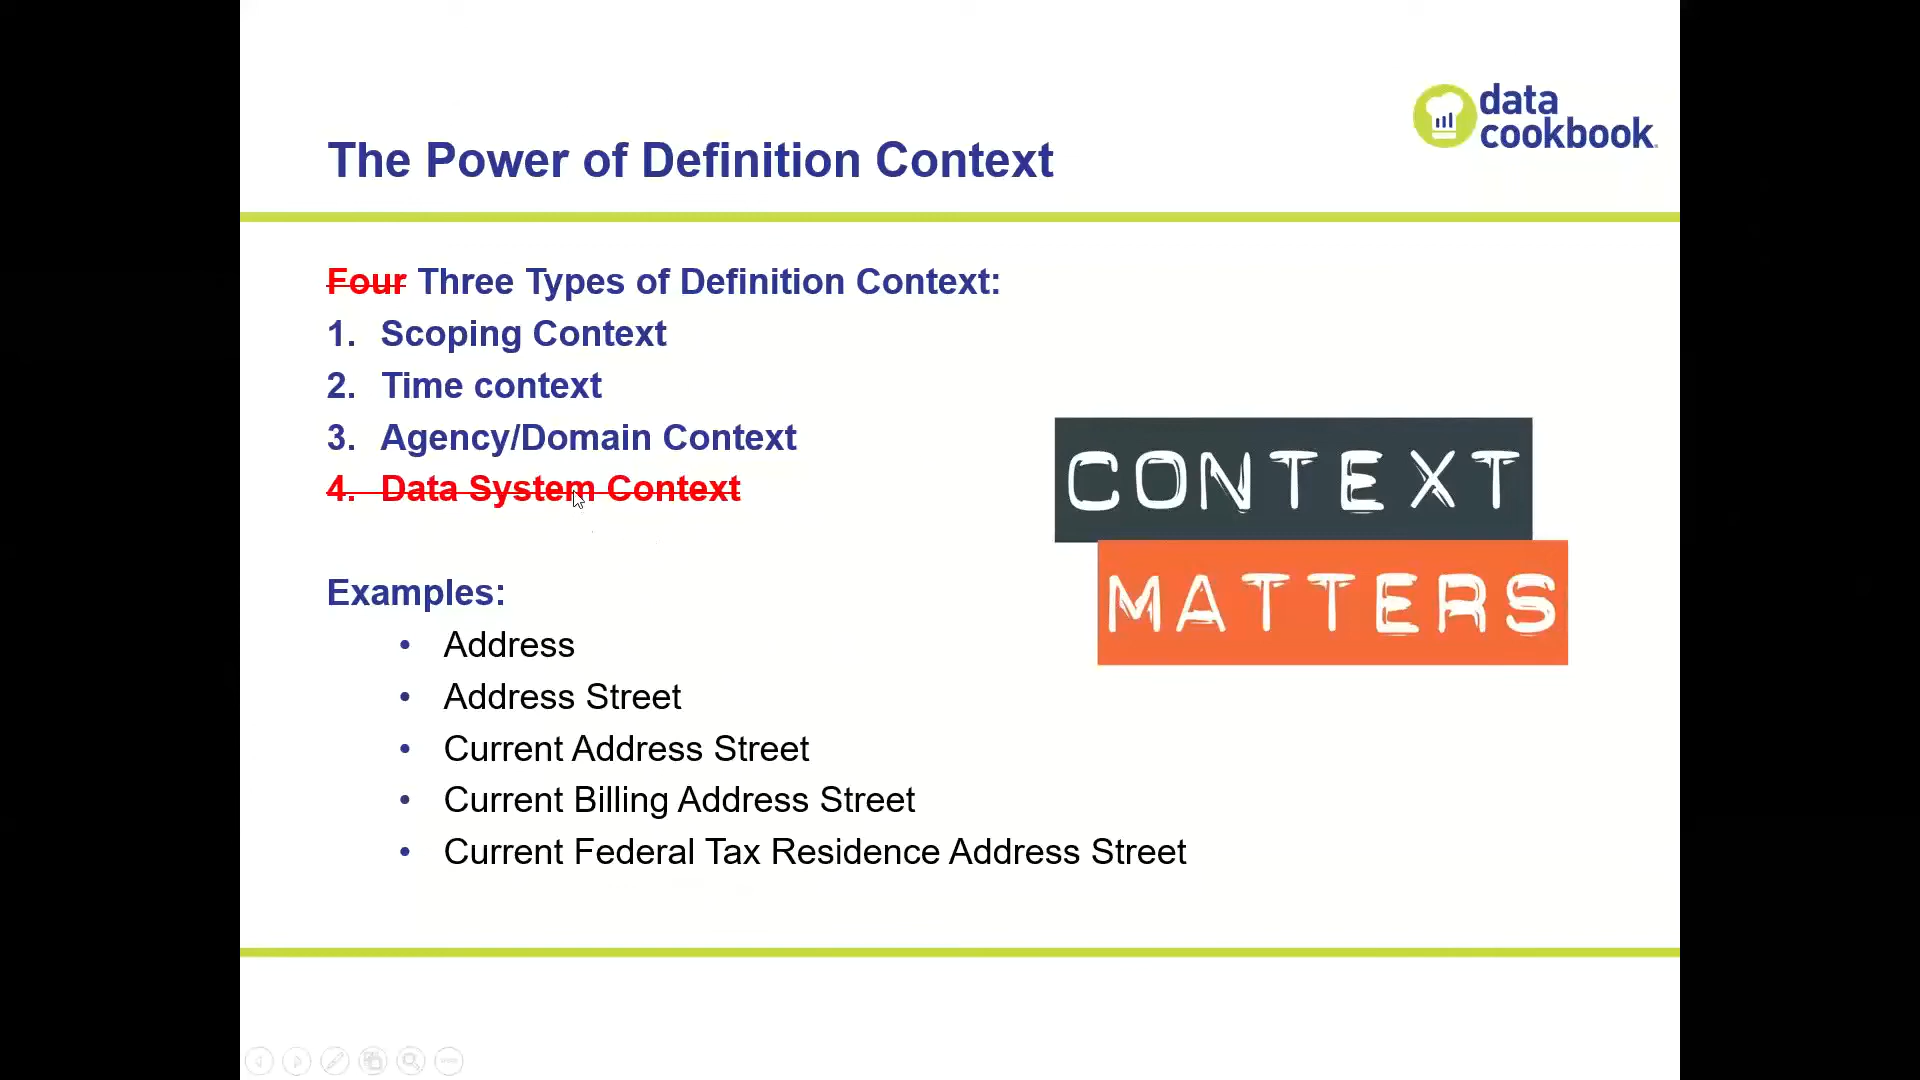 data
cookbook.
The Power of Definition Context
Four Three Types of Definition Context:
1. Scoping Context
2. Time context
3. Agency/Domain Context
4. Data System Context
CONTEXT
MATTERS
Examples:
• Address
• Address Street
• Current Address Street
• Current Billing Address Street
• Current Federal Tax Residence Address Street